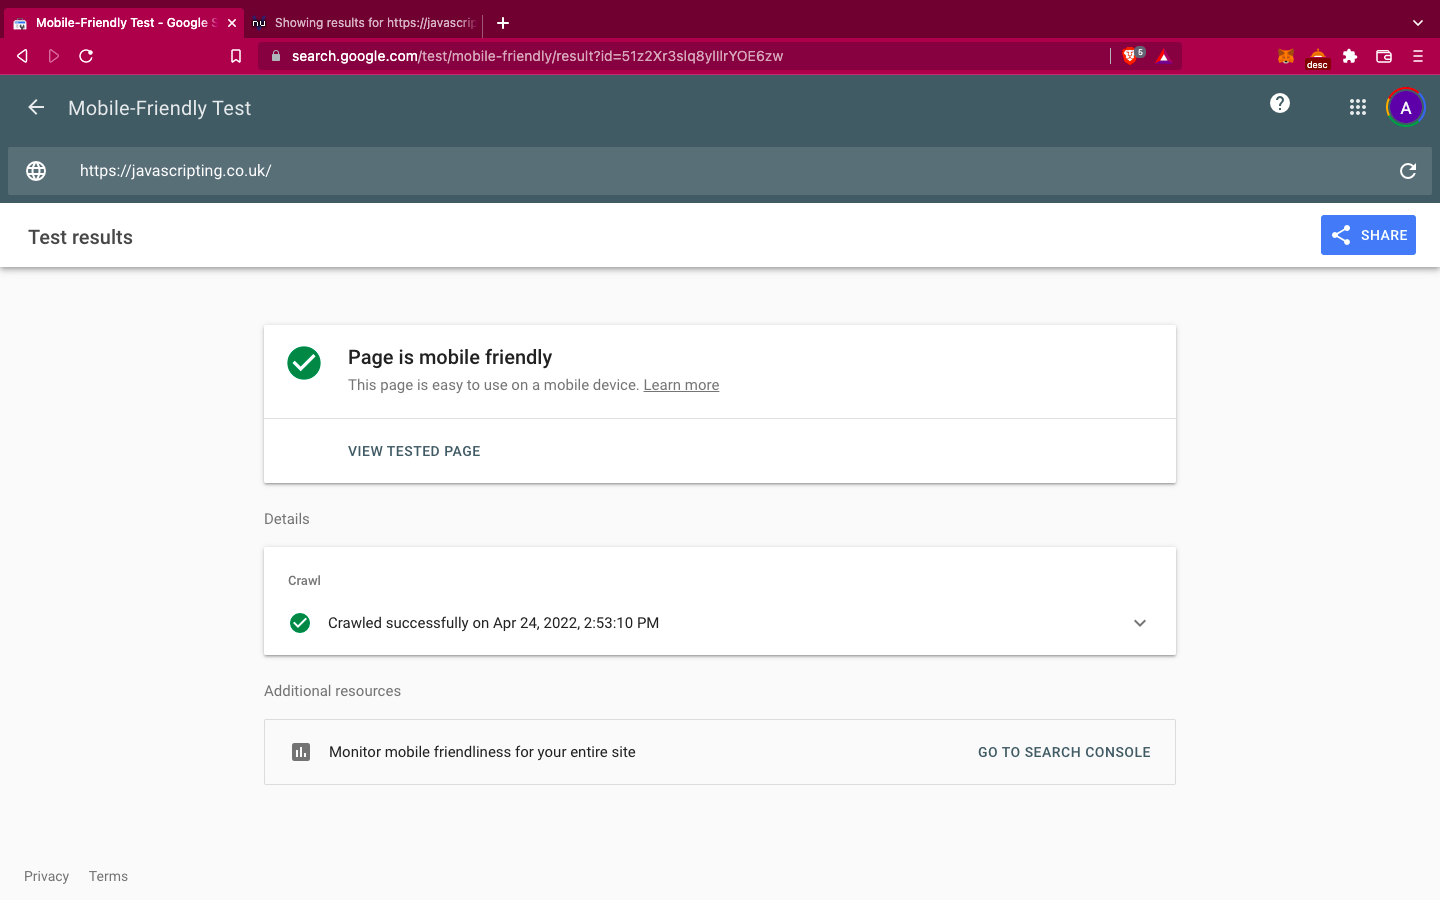 Mobile-Friendly Test - Google S
Showing results for https://javascrip
search.google.com/test/mobile-friendly/result?id=51z2Xr3slq8ylllrYOE6zw
5
desc
Mobile-Friendly Test
A
https://javascripting.co.uk/
Test results
SHARE
Page is mobile friendly
This page is easy to use on a mobile device. Learn more
VIEW TESTED PAGE
Details
Crawl
Crawled successfully on Apr 24, 2022, 2:53:10 PM
Additional resources
Monitor mobile friendliness for your entire site
GO TO SEARCH CONSOLE
Privacy Terms